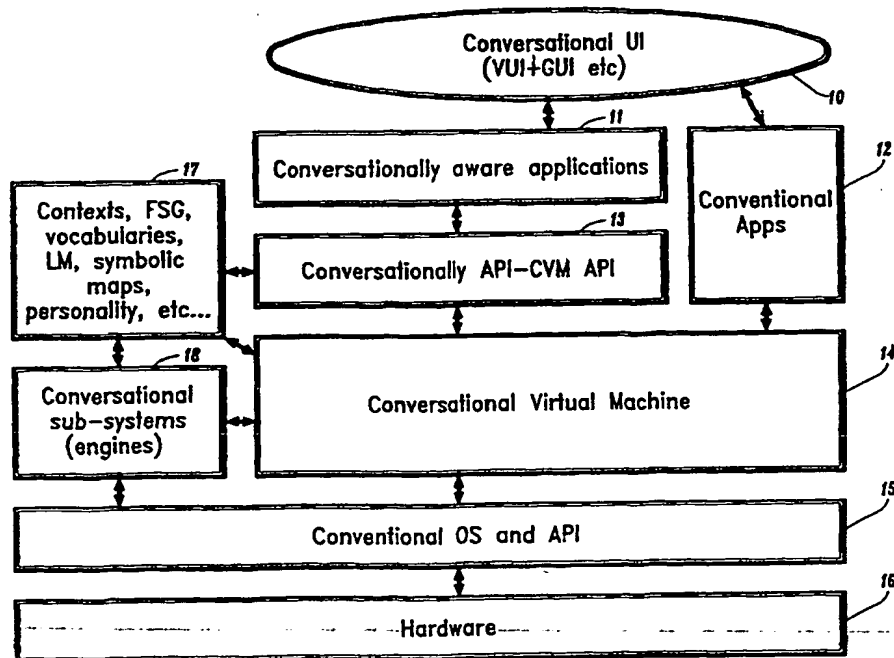 Conversational UI
(VUI+GUI etc)
10
11
Conversationally aware applications
12
Conventional
Apps
17
Contexts, FSG,
vocabularies,
LM, symbolic
maps,
personality, etc...
13
Conversationally API-CVM API
18
Conversational
sub-systems
(engines)
14
Conversational Virtual Machine
15
Conventional OS and API
16
Hardware